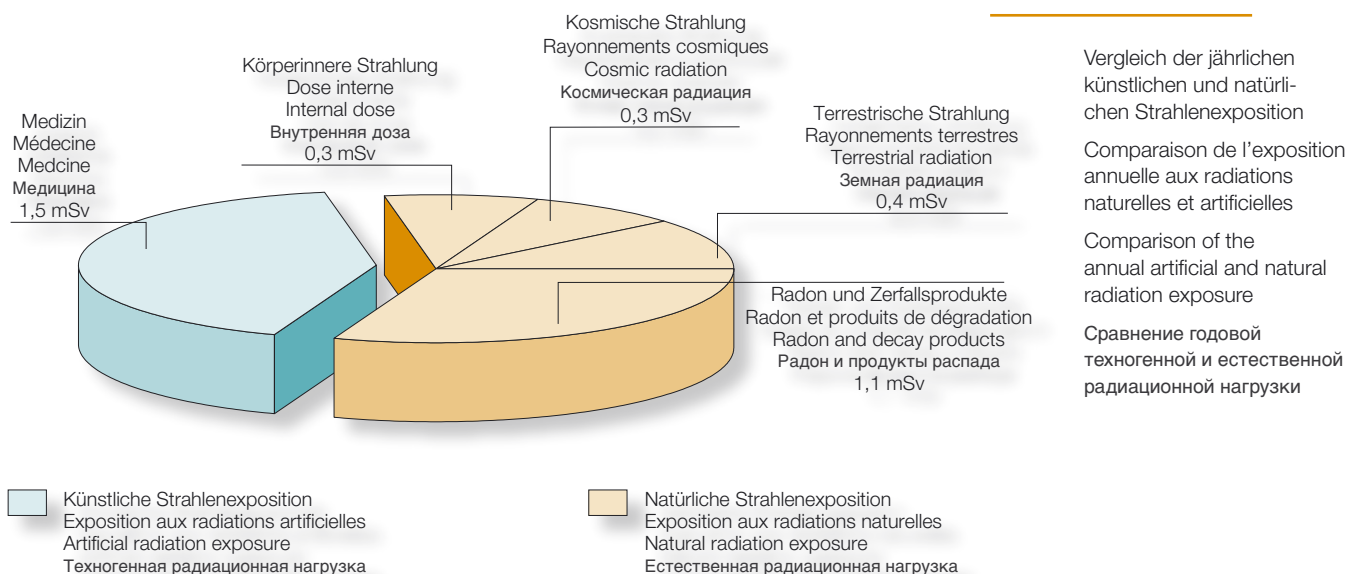 Kosmische Strahlung
Rayonnements cosmiques
Cosmic radiation
Космическая радиация
0,3 mSv
Körperinnere Strahlung
Dose interne
Internal dose
Внутренняя доза
0,3 mSv
Medizin
Médecine
Medcine
Медицина
1,5 mSv
Terrestrische Strahlung
Rayonnements terrestres
Terrestrial radiation
Земная радиация
0,4 mSv
Radon und Zerfallsprodukte
Radon et produits de dégradation
Radon and decay products
Радон и продукты распада
1,1 mSv
Vergleich der jährlichen
künstlichen und natürli-
chen Strahlenexposition
Comparaison de l’exposition
annuelle aux radiations
naturelles et artificielles
Comparison of the
annual artificial and natural
radiation exposure
Сравнение годовой
техногенной и естественной
радиационной нагрузки
Künstliche Strahlenexposition
Exposition aux radiations artificielles
Artificial radiation exposure
Техногенная радиационная нагрузка
Natürliche Strahlenexposition
Exposition aux radiations naturelles
Natural radiation exposure
Естественная радиационная нагрузка